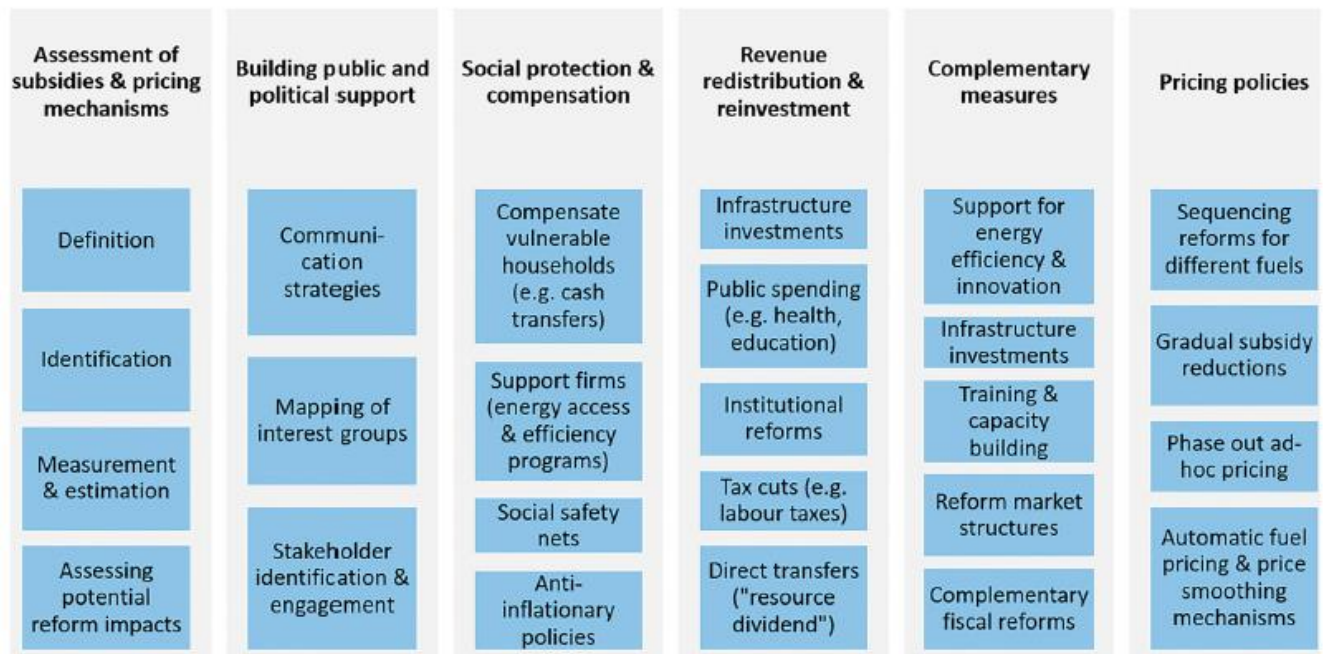 Assessment of
subsidies & pricing
mechanisms
Definition
Identification
Measurement
& estimation
Assessing
potential
reform impacts
Building public and
political support
Communi-
cation
strategies
Mapping of
interest groups
Stakeholder
identification &
engagement
Social protection &
compensation
Compensate
vulnerable
households
(e.g. cash
transfers)
Support firms
(energy access
& efficiency
programs)
Social safety
nets
Anti-
inflationary
policies
Revenue
redistribution &
reinvestment
Infrastructure
investments
Public spending
(e.g. health,
education)
Institutional
reforms
Tax cuts (e.g.
labour taxes)
Direct transfers
("resource
dividend")
Complementary
measures
Support for
energy
efficiency &
innovation
Infrastructure
investments
Training &
capacity
building
Reform market
structures
Complementary
fiscal reforms
Pricing policies
Sequencing
reforms for
different fuels
Gradual subsidy
reductions
Phase out ad-
hoc pricing
Automatic fuel
pricing & price
smoothing
mechanisms